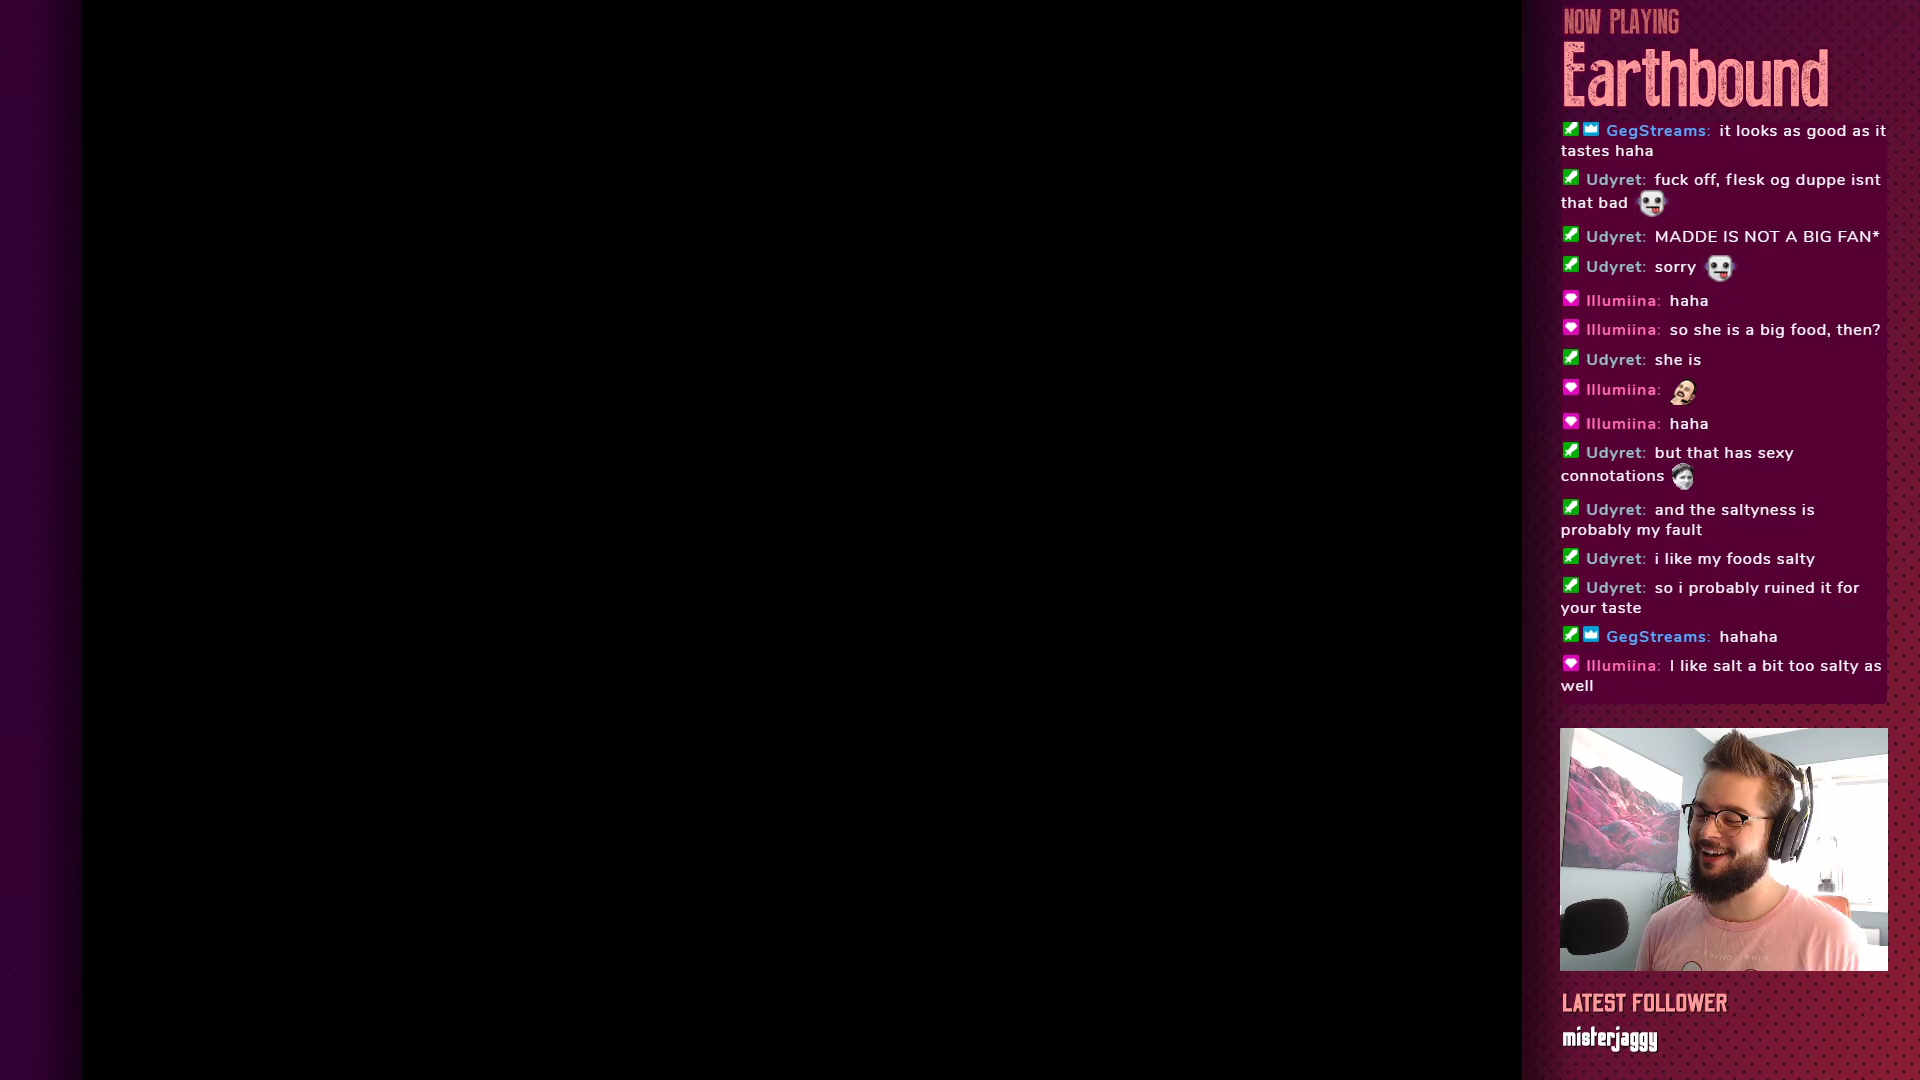 NOW PLAYING
Earthbound
GegStreams: it looks as good as it
tastes haha
Udyret: fuck off, flesk og duppe isnt
that bad
Udyret: MADDE IS NOT A BIG FAN*
Udyret: sorry
Illumiina: haha
Illumiina: so she is a big food, then?
Udyret: she is
Illumiina:
Illumiina: haha
Udyret: but that has sexy
connotations
Udyret: and the saltyness is
probably my fault
Udyret: i like my foods salty
Udyret: so i probably ruined it for
your taste
GegStreams: hahaha
Illumiina: I like salt a bit too salty as
well
LATEST FOLLOWER
misterjaggy